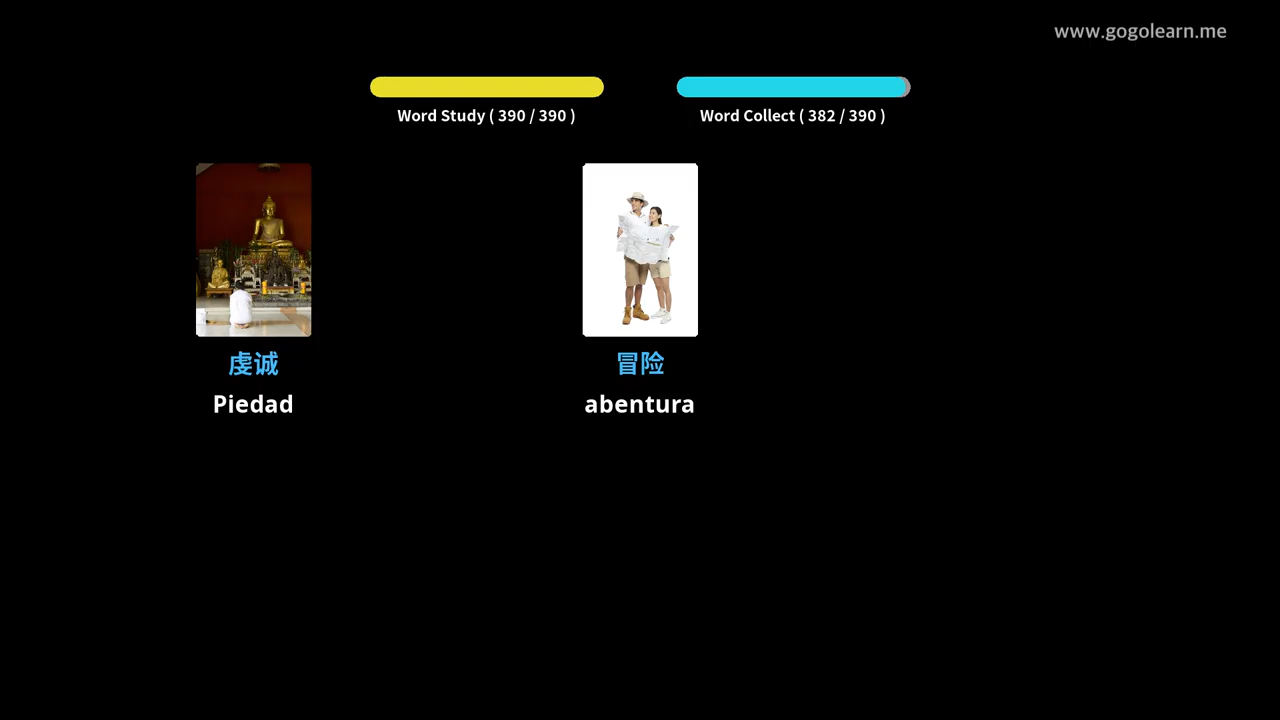 www.gogolearn.me
Word Study ( 390 / 390 )
Word Collect ( 382 / 390 )
虔诚
Piedad
冒险
abentura